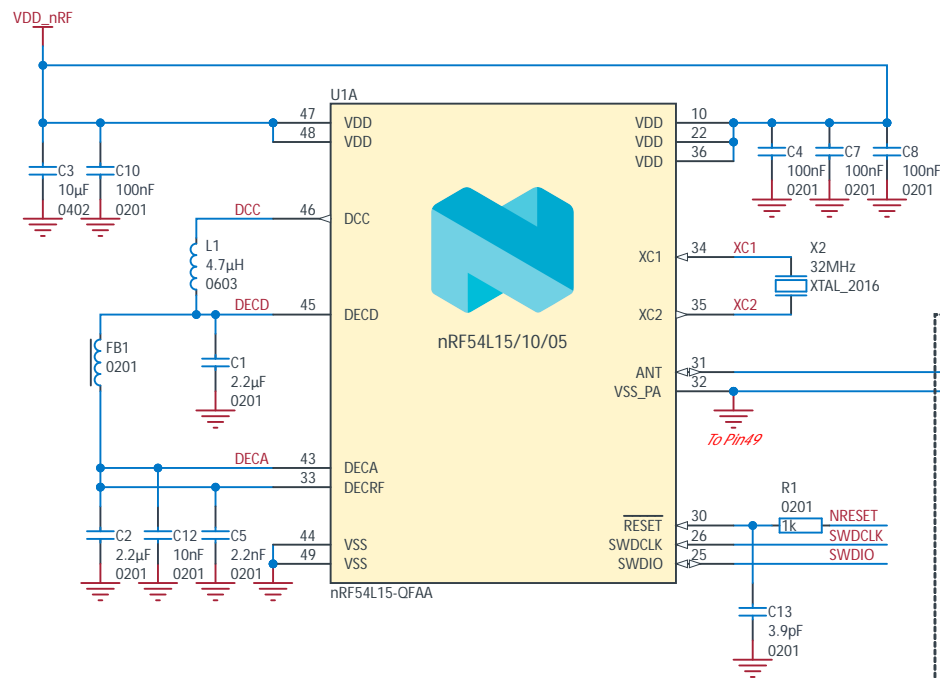 VDD_nRF
U1A
47
VDD
48
VDD
10
VDD
22
VDD
36
VDD
C3
10µF
0402
C10
100nF
0201
C4
100nF
0201
C7
100nF
0201
C8
100nF
0201
DCC
46
DCC
L1
4.7µH
0603
DECD
45
DECD
FB1
0201
C1
2.2µF
0201
nRF54L15/10/05
XC1
34
XC1
X2
32MHz
XTAL_2016
XC2
35
XC2
ANT
31
VSS_PA
32
To Pin49
DECA
43
DECA
33
DECRF
C2
2.2µF
0201
C12
10nF
0201
C5
2.2nF
0201
44
VSS
49
VSS
RESET
30
R1
0201
1k
NRESET
SWDCLK
26
SWDCLK
SWDIO
25
SWDIO
C13
3.9pF
0201
nRF54L15-QFAA